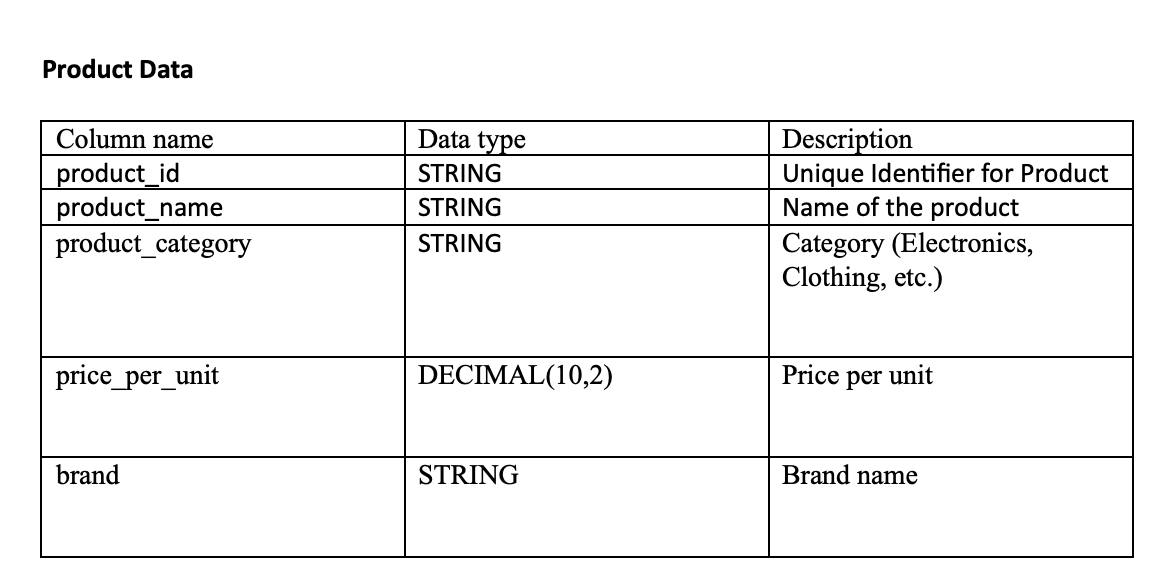 Product Data
Column name Data type Description
product_id STRING Unique Identifier for Product
product_name STRING Name of the product
product_category STRING Category (Electronics,
Clothing, etc.)
price_per_unit DECIMAL(10,2) Price per unit
brand STRING Brand name